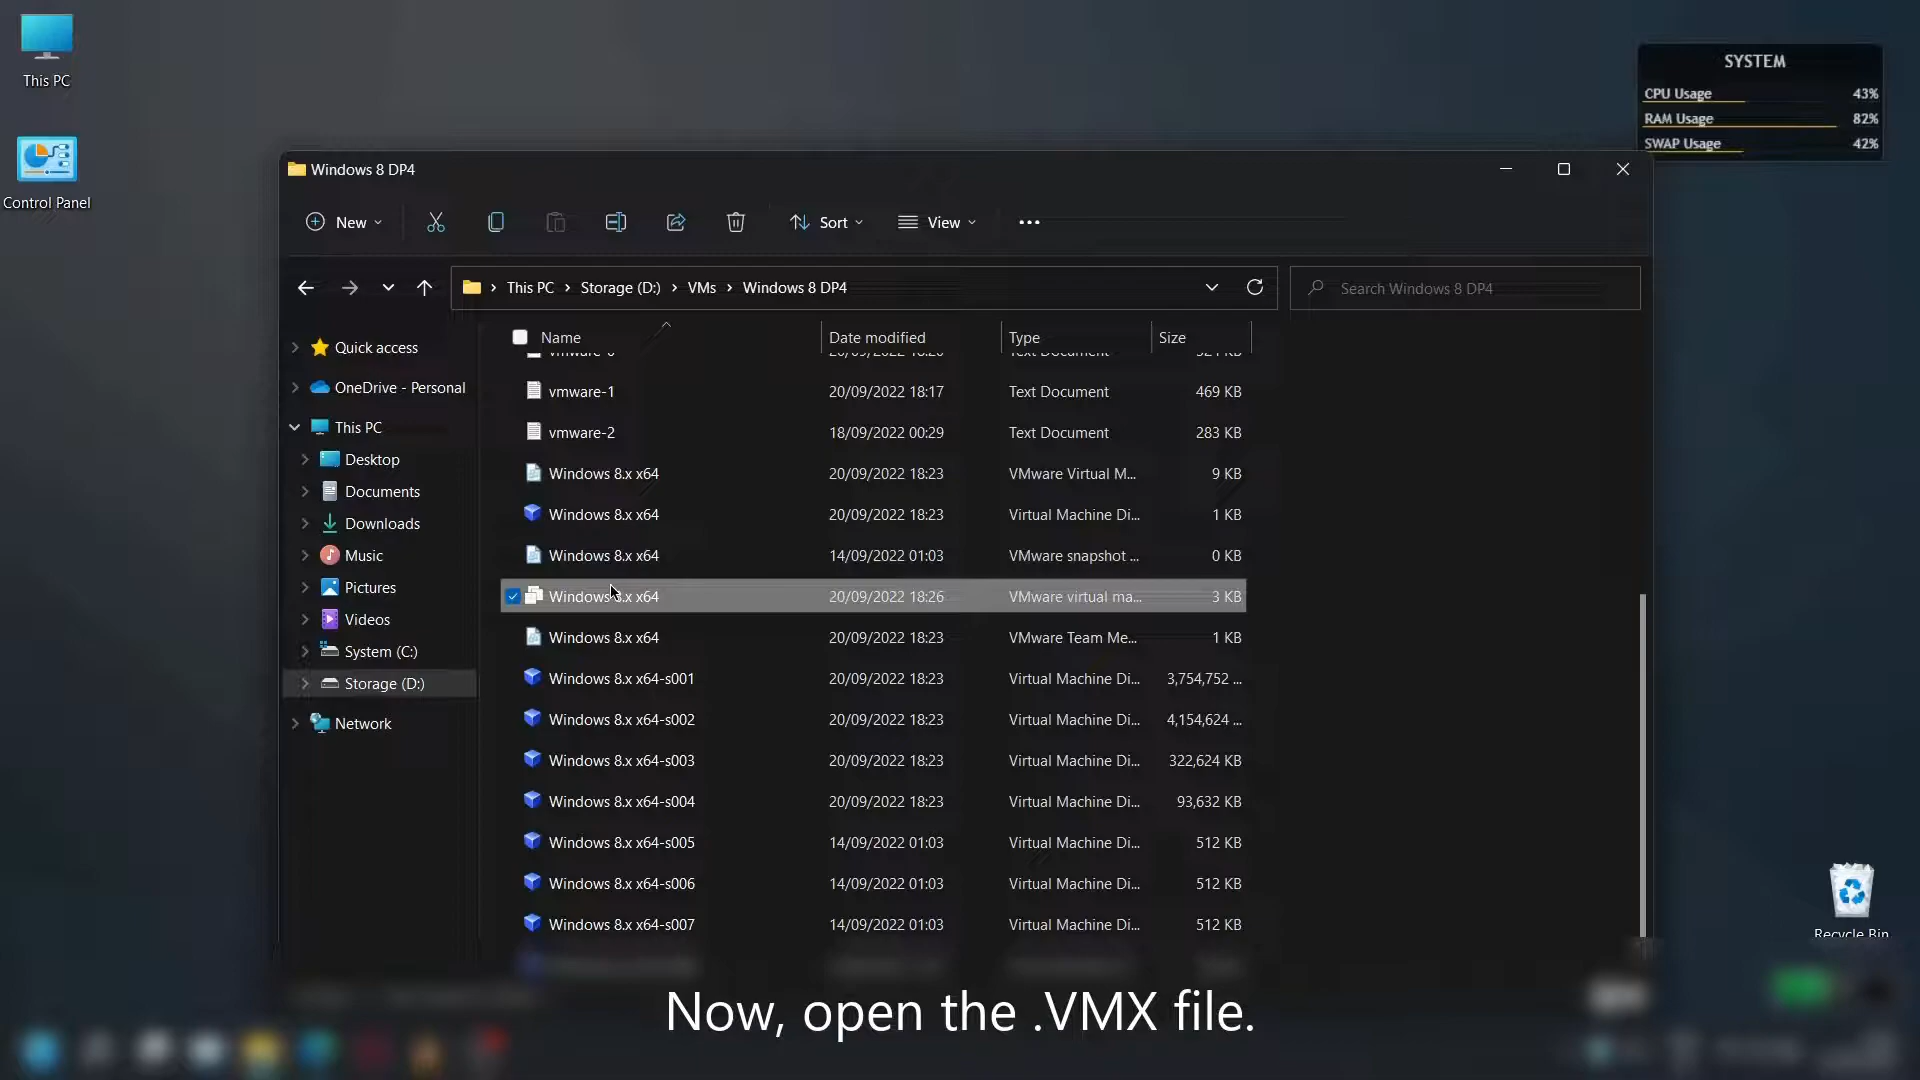 This PC
Control Panel
SYSTEM
CPU Usage 43%
RAM Usage 82%
SWAP Usage 42%
Windows 8 DP4
New
Sort
View
This PC > Storage (D:) > VMs > Windows 8 DP4
Search Windows 8 DP4
Quick access
OneDrive - Personal
This PC
Desktop
Documents
Downloads
Music
Pictures
Videos
System (C:)
Storage (D:)
Network
Name Date modified Type Size
vmware-1 20/09/2022 18:17 Text Document 469 KB
vmware-2 18/09/2022 00:29 Text Document 283 KB
Windows 8.x x64 20/09/2022 18:23 VMware Virtual M... 9 KB
Windows 8.x x64 20/09/2022 18:23 Virtual Machine Di... 1 KB
Windows 8.x x64 14/09/2022 01:03 VMware snapshot ... 0 KB
Windows 8.x x64 20/09/2022 18:26 VMware virtual ma... 3 KB
Windows 8.x x64 20/09/2022 18:23 VMware Team Me... 1 KB
Windows 8.x x64-s001 20/09/2022 18:23 Virtual Machine Di... 3,754,752 ...
Windows 8.x x64-s002 20/09/2022 18:23 Virtual Machine Di... 4,154,624 ...
Windows 8.x x64-s003 20/09/2022 18:23 Virtual Machine Di... 322,624 KB
Windows 8.x x64-s004 20/09/2022 18:23 Virtual Machine Di... 93,632 KB
Windows 8.x x64-s005 14/09/2022 01:03 Virtual Machine Di... 512 KB
Windows 8.x x64-s006 14/09/2022 01:03 Virtual Machine Di... 512 KB
Windows 8.x x64-s007 14/09/2022 01:03 Virtual Machine Di... 512 KB
Recycle Bin
Now, open the .VMX file.